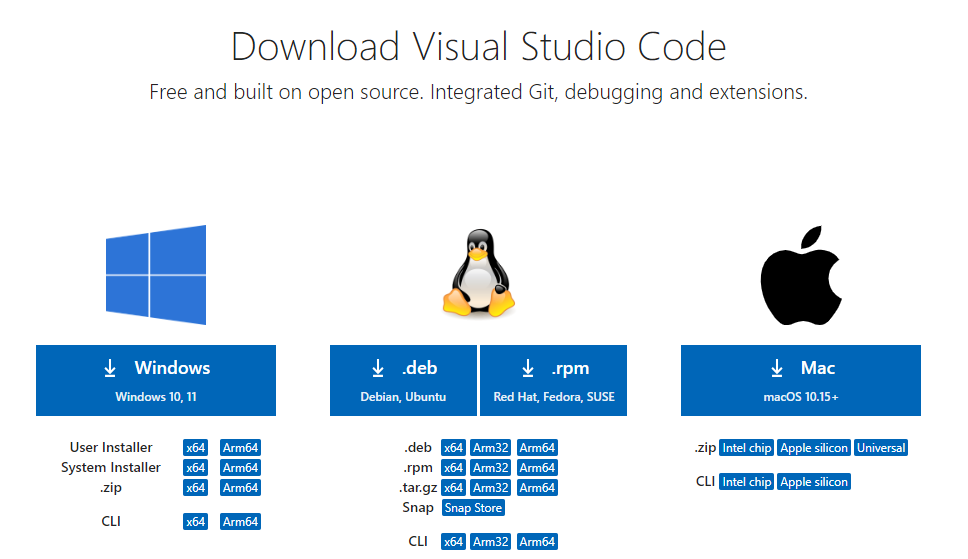 Download Visual Studio Code
Free and built on open source. Integrated Git, debugging and extensions.
Windows
Windows 10, 11
User Installer x64 Arm64
System Installer x64 Arm64
.zip x64 Arm64
CLI x64 Arm64
.deb
Debian, Ubuntu
.rpm
Red Hat, Fedora, SUSE
.deb x64 Arm32 Arm64
.rpm x64 Arm32 Arm64
.tar.gz x64 Arm32 Arm64
Snap Snap Store
CLI x64 Arm32 Arm64
Mac
macOS 10.15+
.zip Intel chip Apple silicon Universal
CLI Intel chip Apple silicon